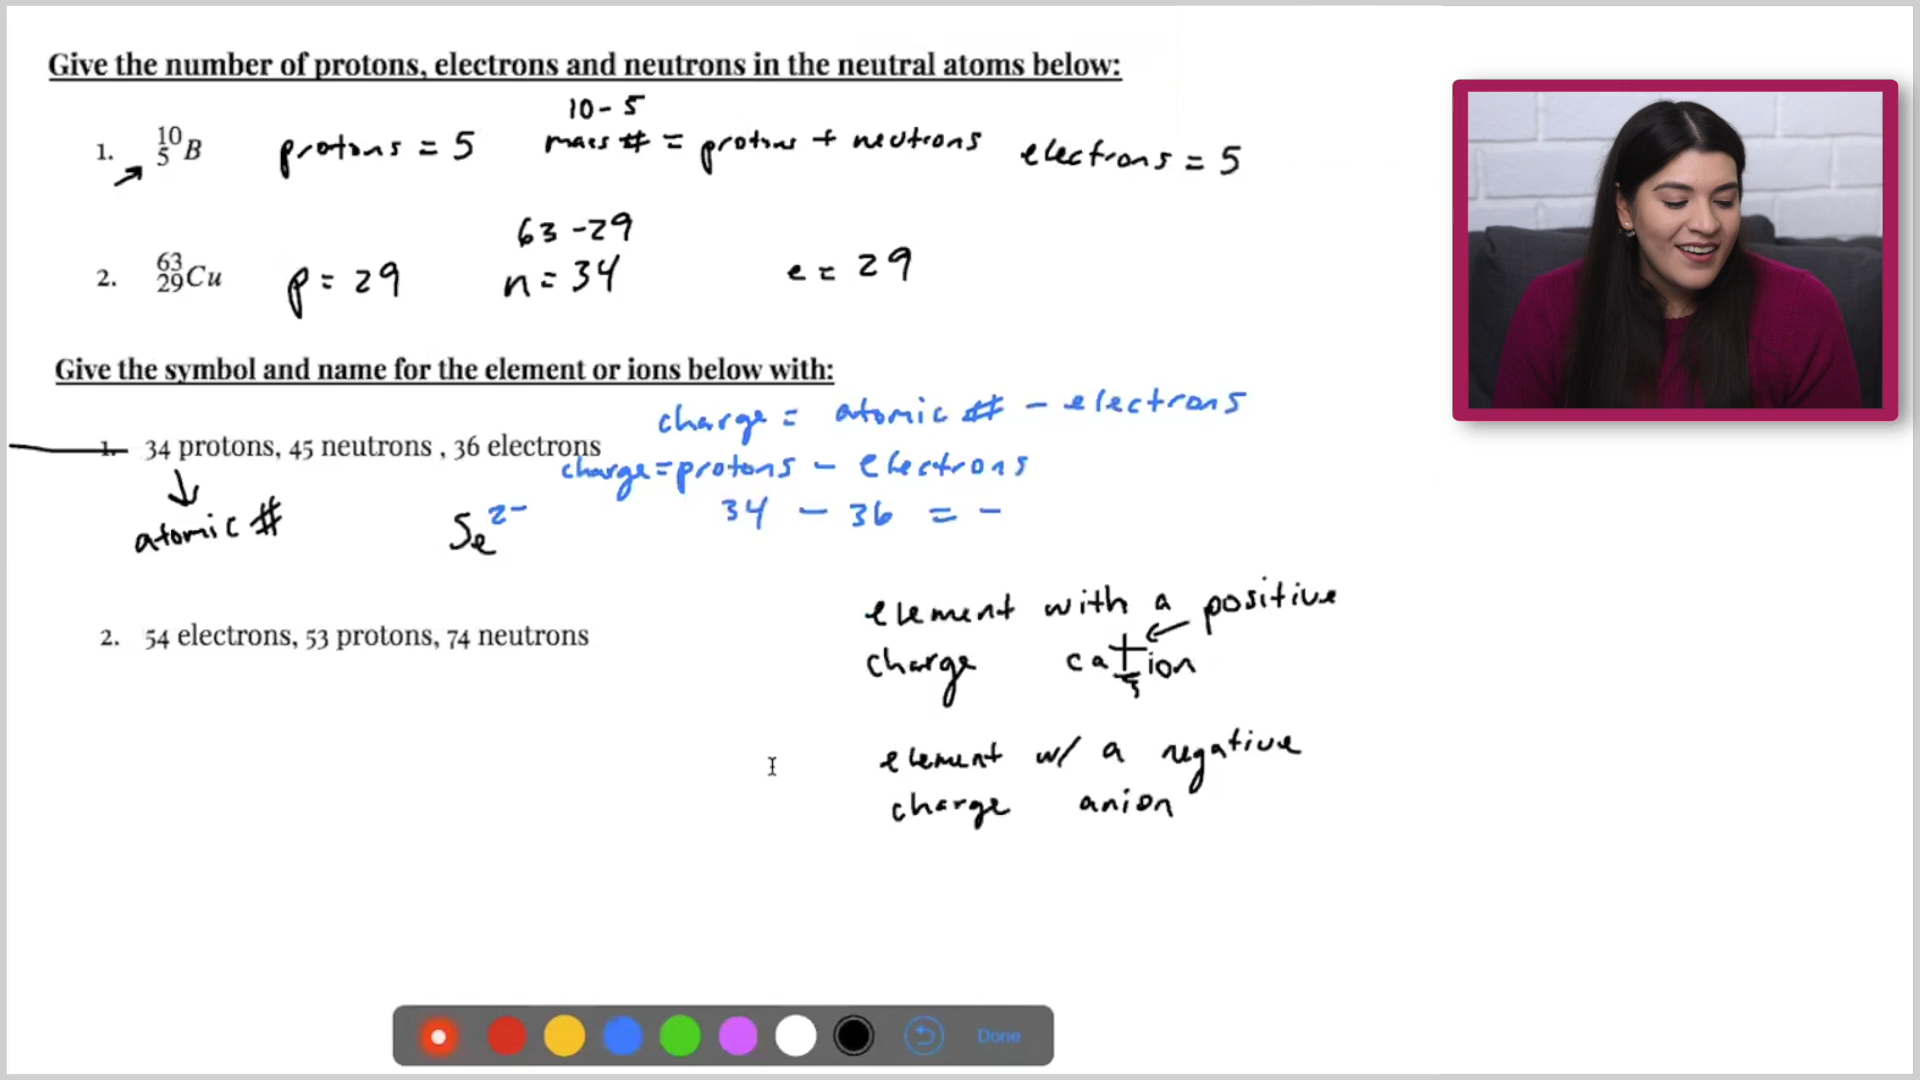 Give the number of protons, electrons and neutrons in the neutral atoms below:
10 - 5
1. 10 5 B protons = 5 mass # = protons + neutrons electrons = 5
63 - 29
2. 63 29 Cu p = 29 n = 34 e = 29
Give the symbol and name for the element or ions below with:
charge = atomic # - electrons
1. 34 protons, 45 neutrons , 36 electrons
charge = protons - electrons
34 - 36 = -
atomic # Se 2-
element with a positive
charge cation
2. 54 electrons, 53 protons, 74 neutrons
element w/ a negative
charge anion
Done